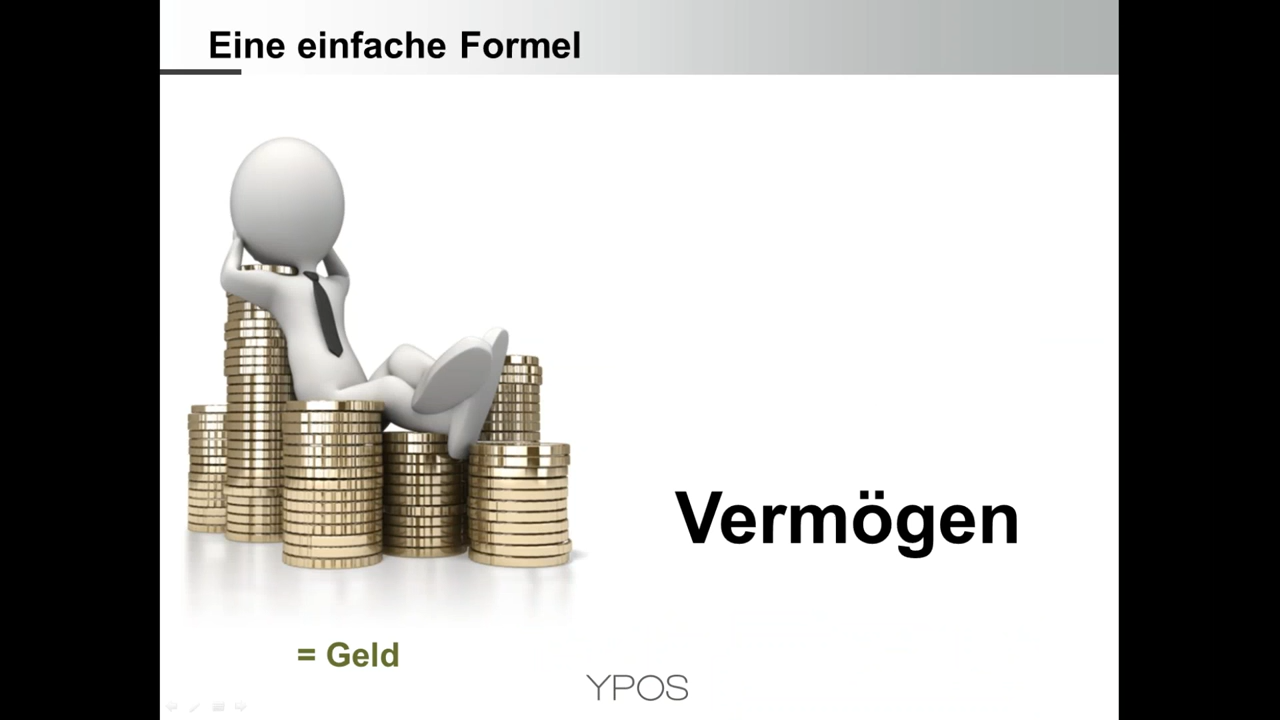 Eine einfache Formel
Vermögen
= Geld
YPOS